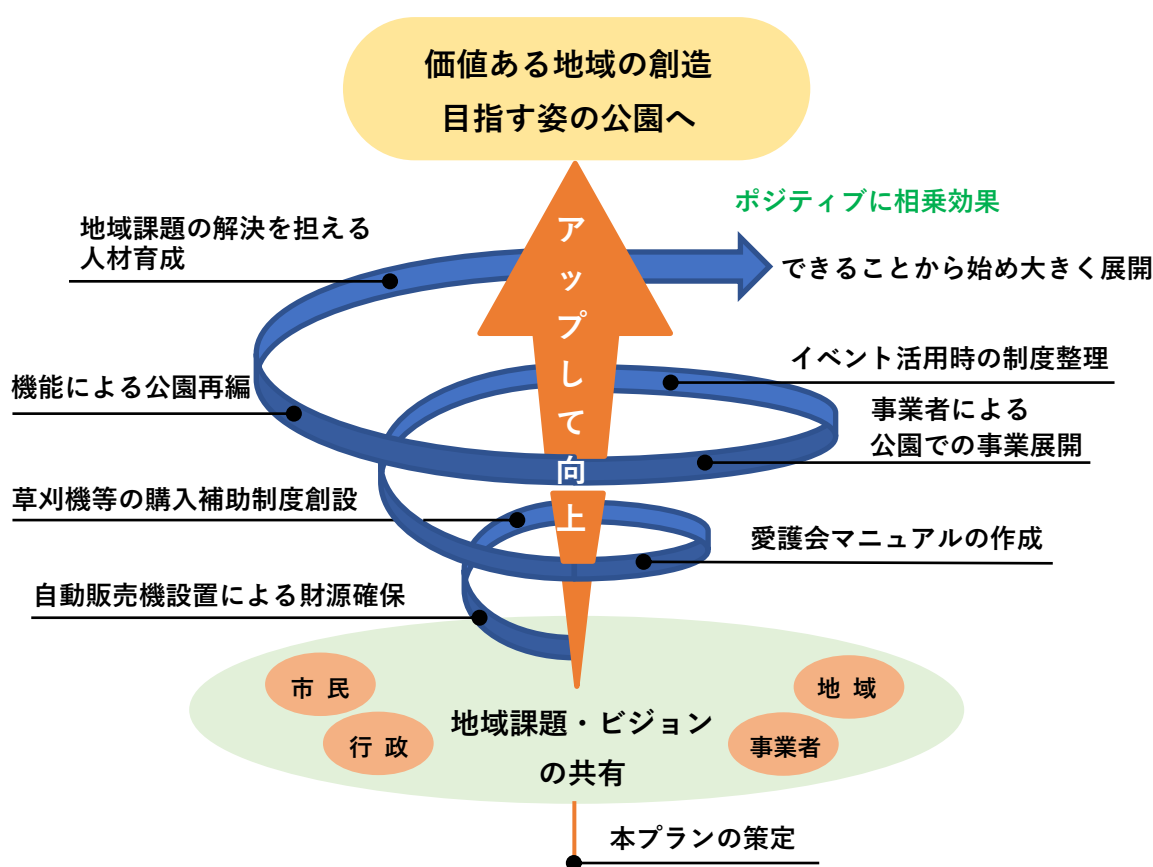 価値ある地域の創造
目指す姿の公園へ
ポジティブに相乗効果
地域課題の解決を担える
人材育成
できることから始め大きく展開
アップして向上
イベント活用時の制度整理
機能による公園再編
事業者による
公園での事業展開
草刈機等の購入補助制度創設
愛護会マニュアルの作成
自動販売機設置による財源確保
市 民
地 域
行 政
地域課題・ビジョン
の共有
事業者
本プランの策定